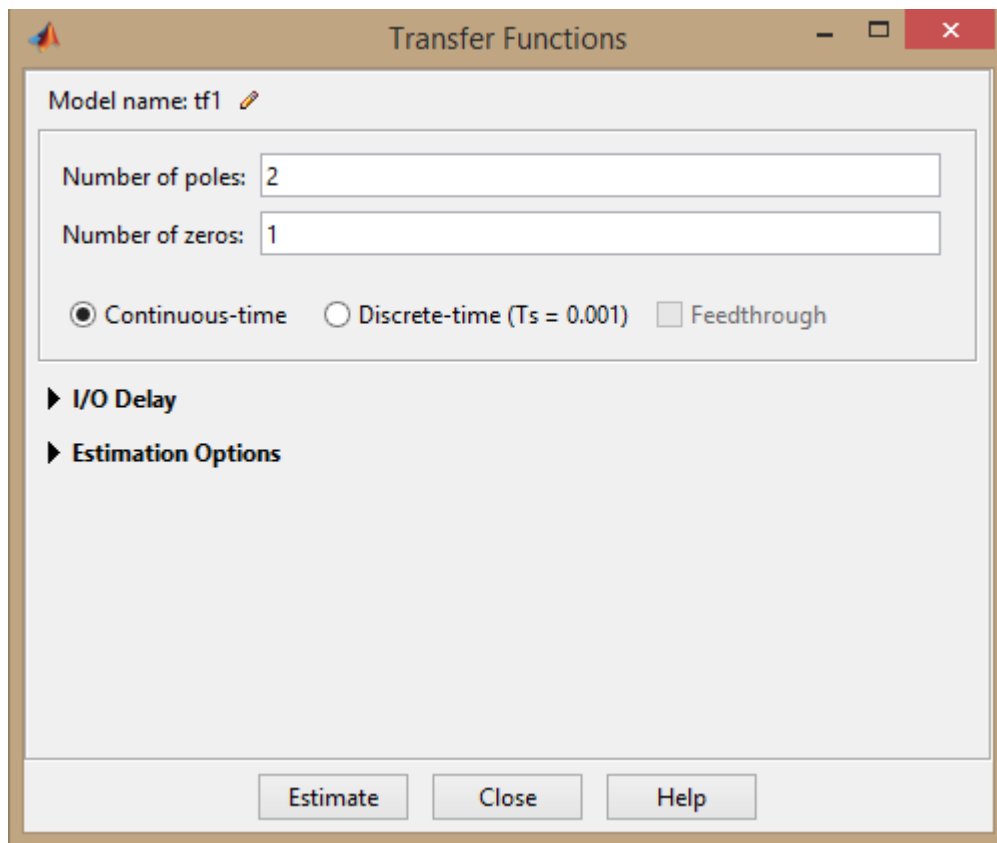 Transfer Functions
Model name: tf1
Number of poles: 2
Number of zeros: 1
Continuous-time Discrete-time (Ts = 0.001) Feedthrough
I/O Delay
Estimation Options
Estimate Close Help